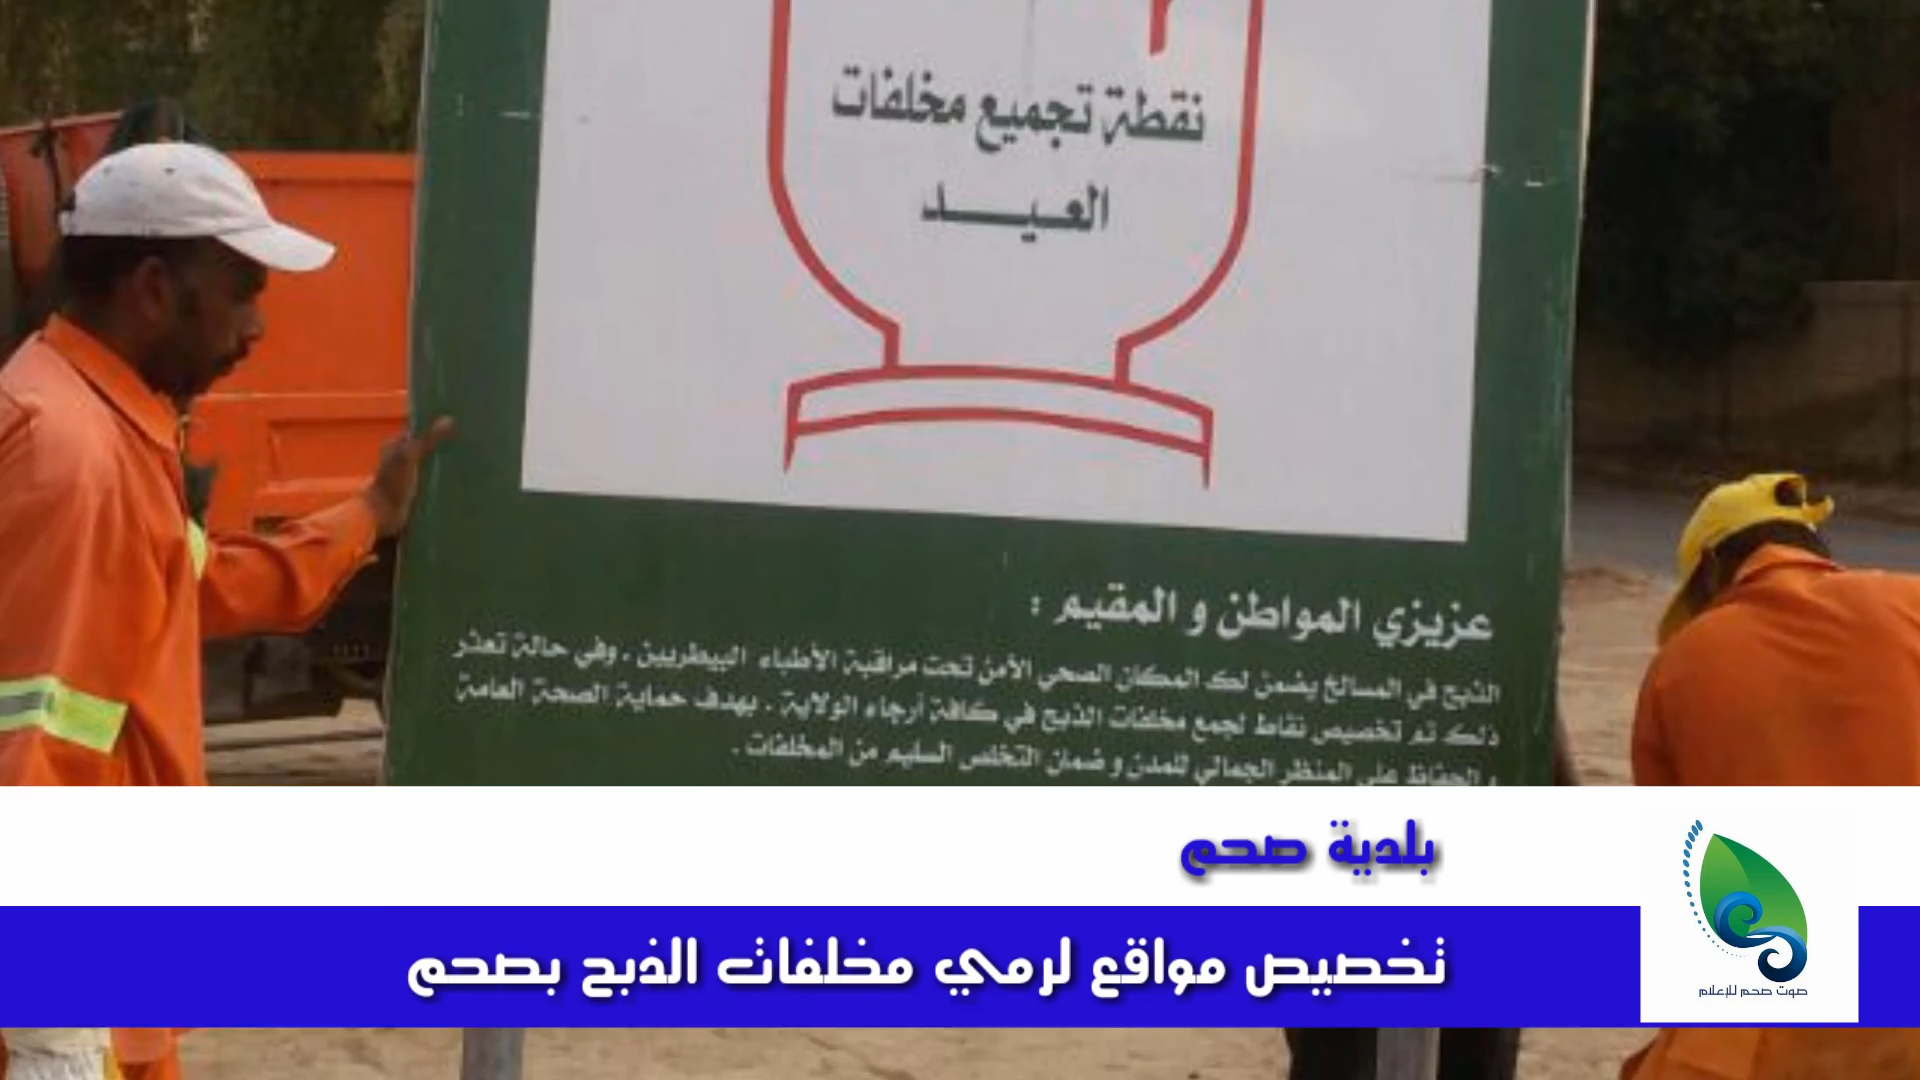 نقطة تجميع مخلفات
العيـــــد
عزيزي المواطن و المقيم :
الذبح في المسالخ يضمن لك المكان الصحي الأمن تحت مراقبة الأطباء البيطريين . وفي حالة تعذر
ذلك تم تخصيص نقاط لجمع مخلفات الذبح في كافة أرجاء الولاية . بهدف حماية الصحة العامة
و الحفاظ على المنظر الجمالي للمدن و ضمان التخلص السليم من المخلفات .
بلدية صحم
تخصيص مواقع لرمي مخلفات الذبح بصحم
صوت صحم للإعلام